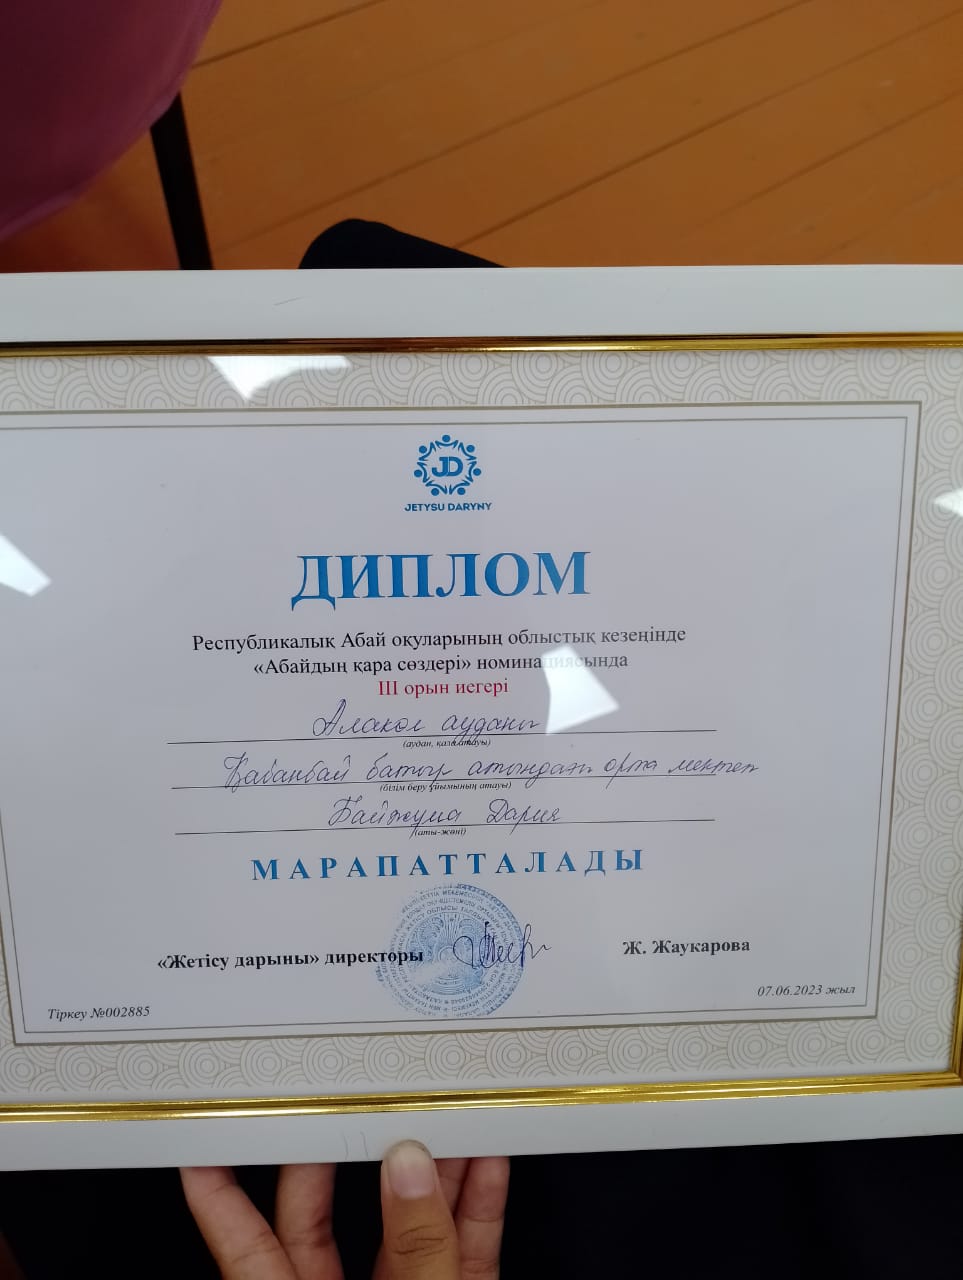 JD
JETYSU DARYNY
ДИПЛОМ
Республикалық Абай оқуларының облыстық кезеңінде
«Абайдың қара сөздері» номинациясында
III орын иегері
Алакөл ауданы
(аудан, қала атауы)
Қабанбай батыр атындағы орта мектеп
(білім беру ұйымының атауы)
Байжума Дария
(аты-жөні)
МАРАПАТТАЛАДЫ
«Жетісу дарыны» директоры
Ж. Жаукарова
07.06.2023 жыл
Тіркеу №002885